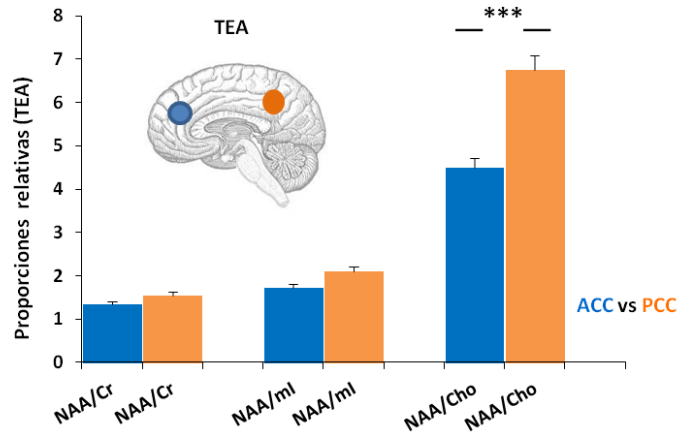 TEA
***
Proporciones relativas (TEA)
8
7
6
5
4
3
2
1
0
ACC vs PCC
NAA/Cr
NAA/Cr
NAA/mI
NAA/mI
NAA/Cho
NAA/Cho